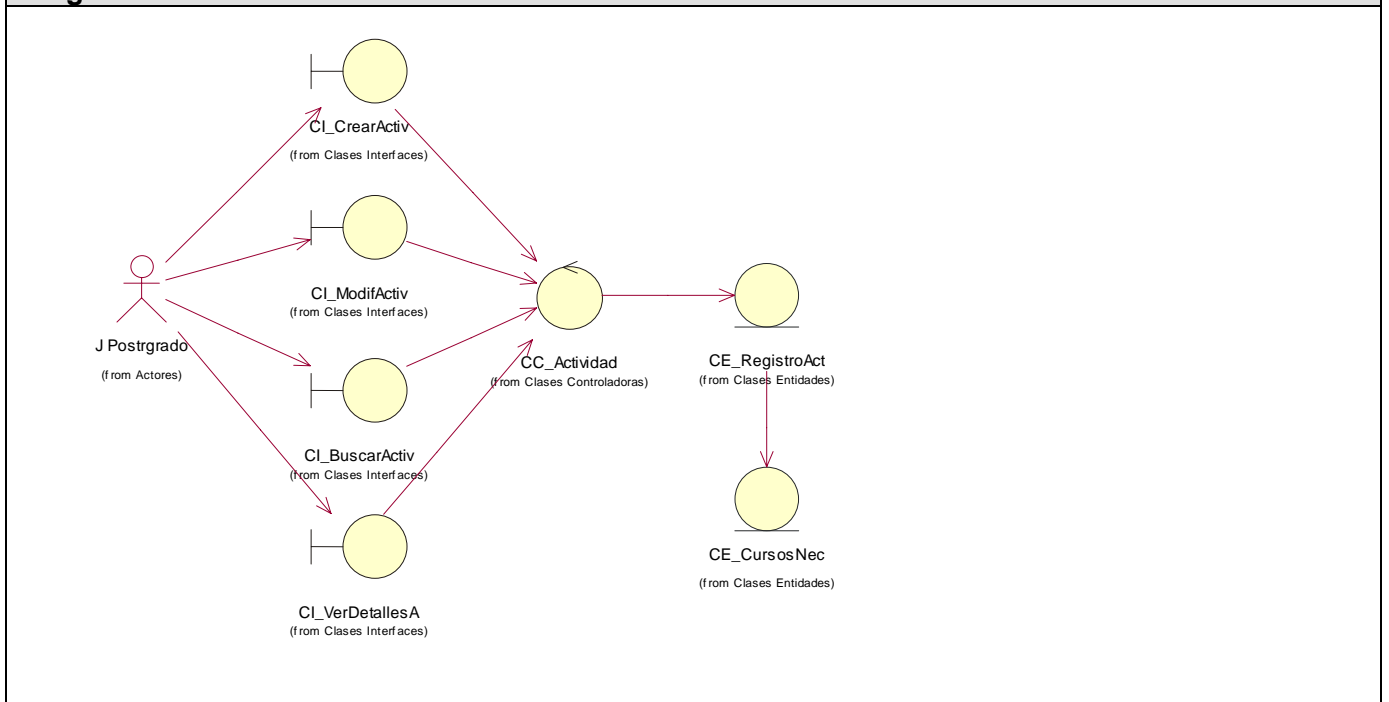 CI_CrearActiv
(from Clases Interfaces)
CI_ModifActiv
(from Clases Interfaces)
J Postrgrado
(from Actores)
CC_Actividad
(from Clases Controladoras)
CE_RegistroAct
(from Clases Entidades)
CI_BuscarActiv
(from Clases Interfaces)
CE_CursosNec
(from Clases Entidades)
CI_VerDetallesA
(from Clases Interfaces)